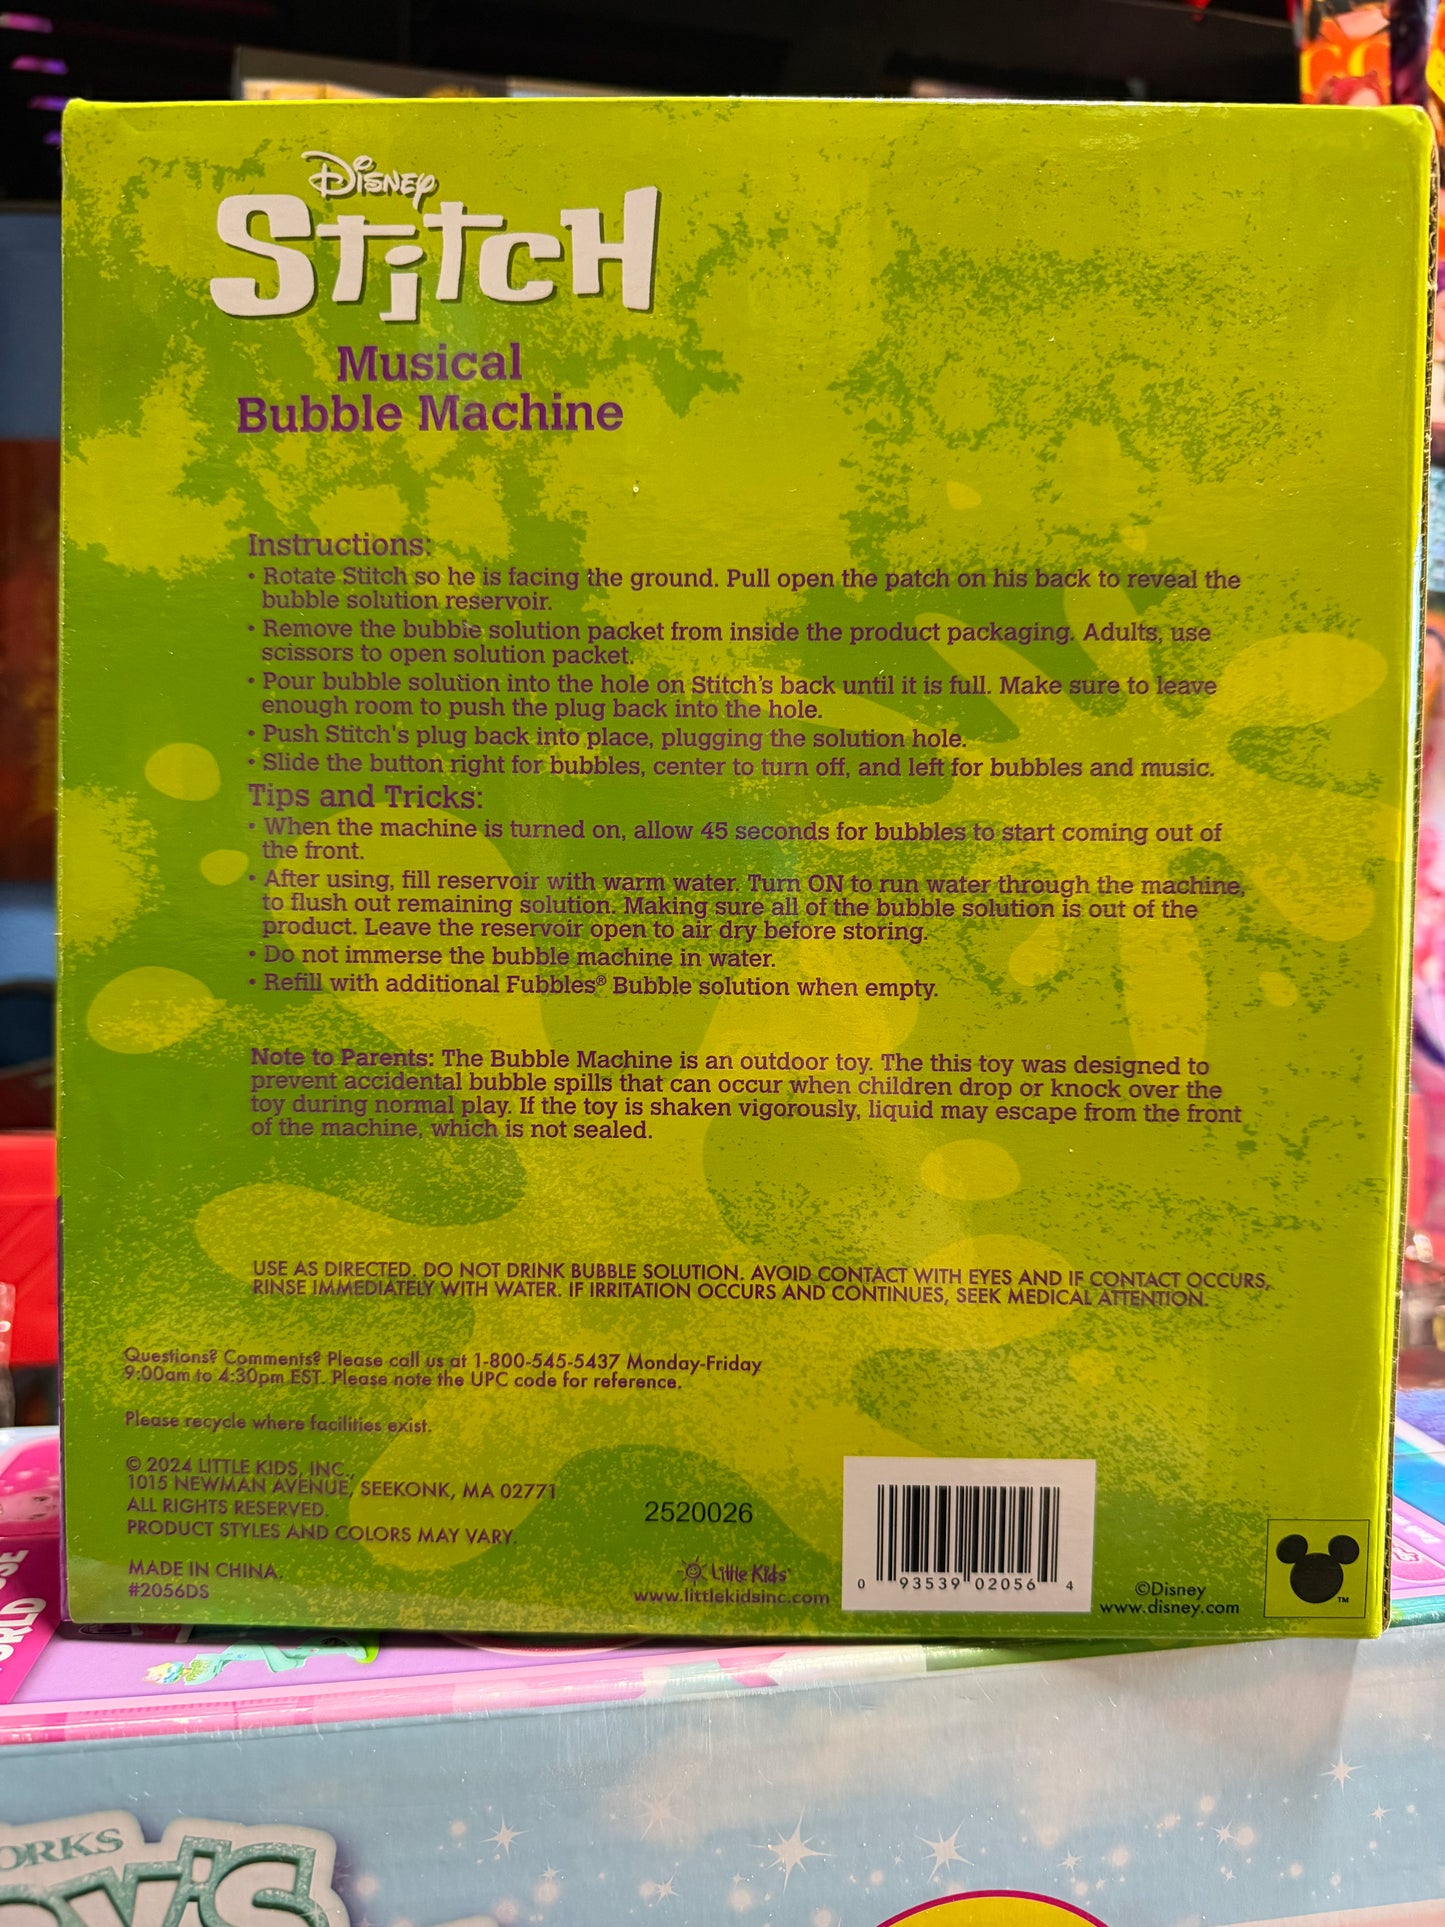 Disney
Stitch
Musical
Bubble Machine
Instructions:
• Rotate Stitch so he is facing the ground. Pull open the patch on his back to reveal the
bubble solution reservoir.
• Remove the bubble solution packet from inside the product packaging. Adults, use
scissors to open solution packet.
• Pour bubble solution into the hole on Stitch's back until it is full. Make sure to leave
enough room to push the plug back into the hole.
• Push Stitch's plug back into place, plugging the solution hole.
• Slide the button right for bubbles, center to turn off, and left for bubbles and music.
Tips and Tricks:
• When the machine is turned on, allow 45 seconds for bubbles to start coming out of
the front.
• After using, fill reservoir with warm water. Turn ON to run water through the machine,
to flush out remaining solution. Making sure all of the bubble solution is out of the
product. Leave the reservoir open to air dry before storing.
• Do not immerse the bubble machine in water.
• Refill with additional Fubbles® Bubble solution when empty.
Note to Parents: The Bubble Machine is an outdoor toy. The this toy was designed to
prevent accidental bubble spills that can occur when children drop or knock over the
toy during normal play. If the toy is shaken vigorously, liquid may escape from the front
of the machine, which is not sealed.
USE AS DIRECTED. DO NOT DRINK BUBBLE SOLUTION. AVOID CONTACT WITH EYES AND IF CONTACT OCCURS,
RINSE IMMEDIATELY WITH WATER. IF IRRITATION OCCURS AND CONTINUES, SEEK MEDICAL ATTENTION.
Questions? Comments? Please call us at 1-800-545-5437 Monday-Friday
9:00am to 4:30pm EST. Please note the UPC code for reference.
Please recycle where facilities exist.
© 2024 LITTLE KIDS, INC.,
1015 NEWMAN AVENUE, SEEKONK, MA 02771
ALL RIGHTS RESERVED.
PRODUCT STYLES AND COLORS MAY VARY.
MADE IN CHINA.
#2056DS
2520026
Little Kids®
www.littlekidsinc.com
0 93539 02056 4
©Disney
www.disney.com
TM
ORKS